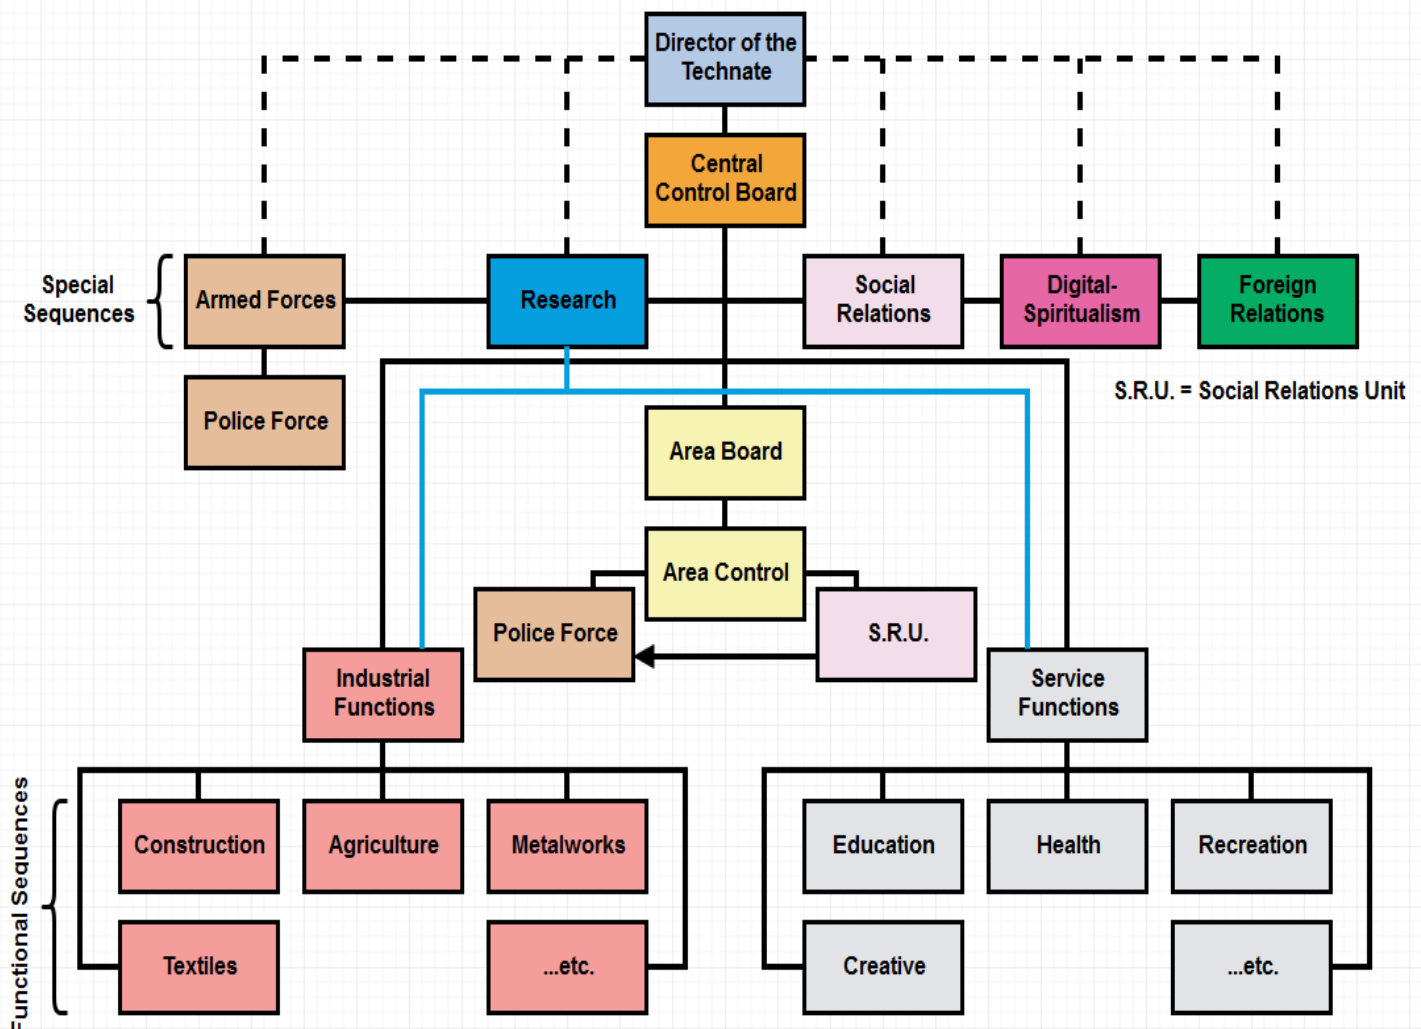 Director of the
Technate
Central
Control Board
Special
Sequences
Armed Forces
Research
Social
Relations
Digital-
Spiritualism
Foreign
Relations
Police Force
S.R.U. = Social Relations Unit
Area Board
Area Control
Police Force
S.R.U.
Industrial
Functions
Service
Functions
Functional Sequences
Construction
Agriculture
Metalworks
Education
Health
Recreation
Textiles
...etc.
Creative
...etc.